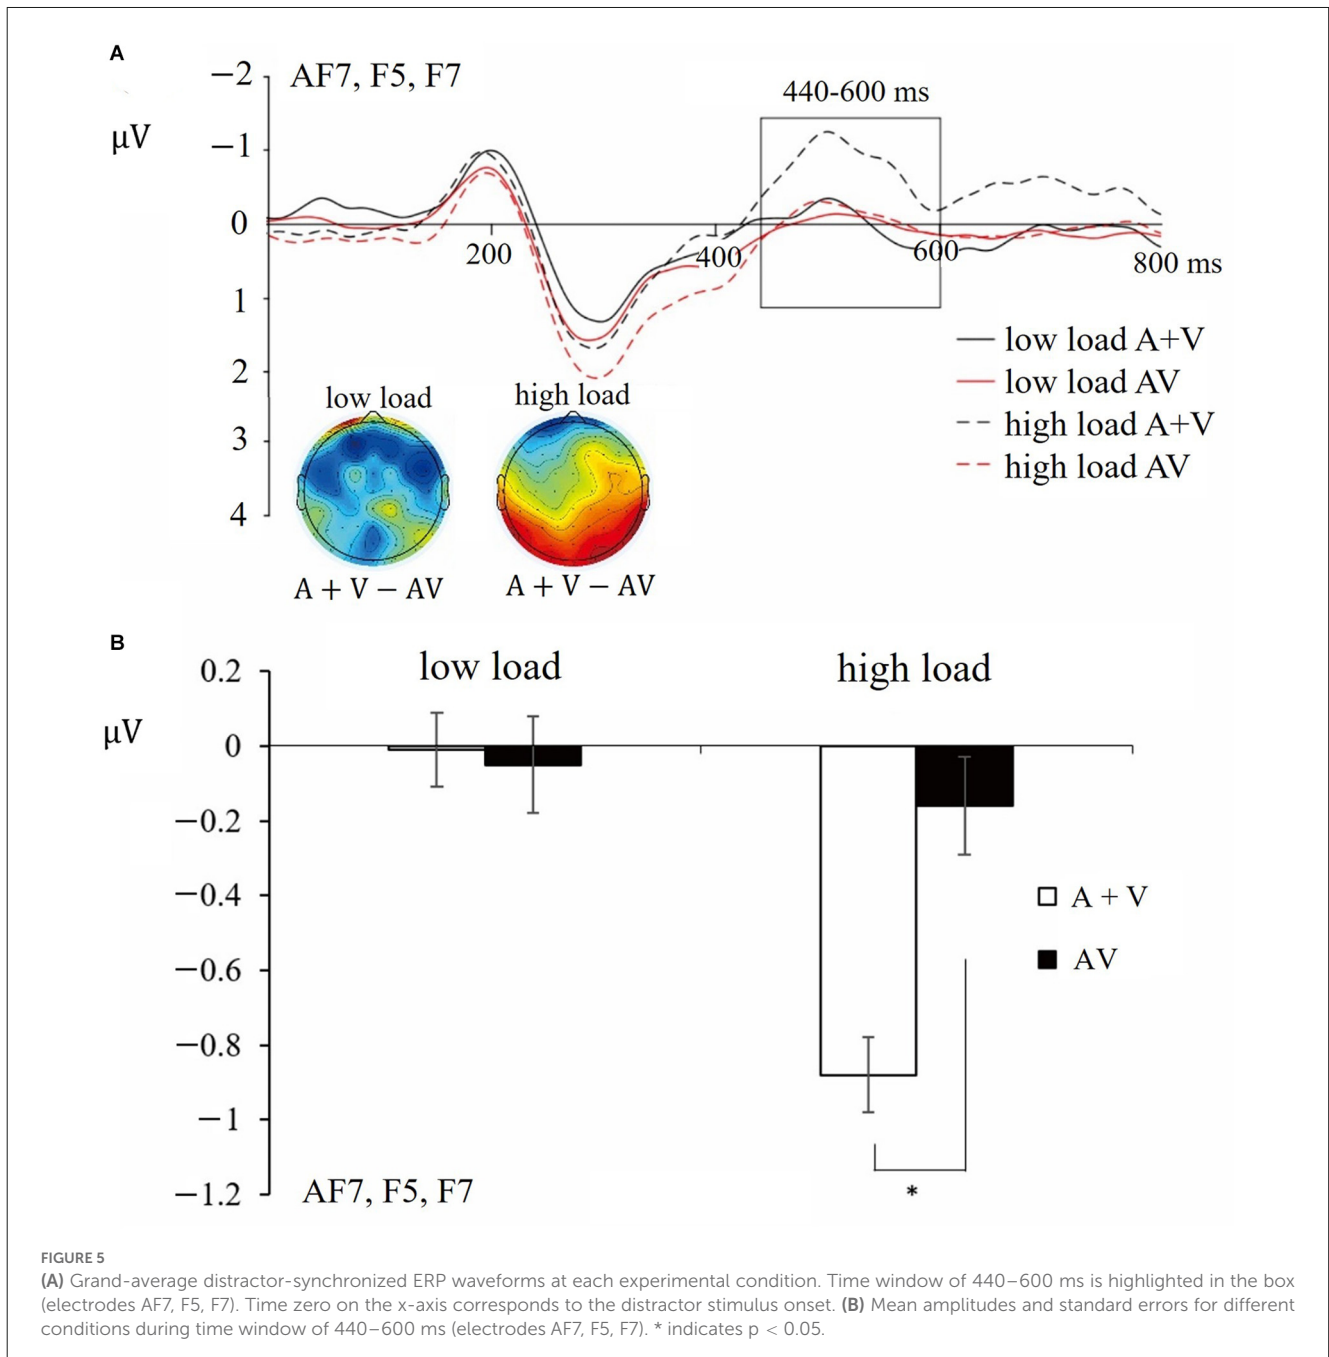 A
−2
AF7, F5, F7
440-600 ms
μV
−1
0
200
400
600
800 ms
1
low load A+V
2
low load AV
low load
high load
high load A+V
3
high load AV
4
A + V − AV
A + V − AV
B
0.2
low load
high load
μV
0
−0.2
−0.4
A + V
−0.6
AV
−0.8
−1
−1.2
AF7, F5, F7
*
FIGURE 5
(A) Grand-average distractor-synchronized ERP waveforms at each experimental condition. Time window of 440–600 ms is highlighted in the box
(electrodes AF7, F5, F7). Time zero on the x-axis corresponds to the distractor stimulus onset. (B) Mean amplitudes and standard errors for different
conditions during time window of 440–600 ms (electrodes AF7, F5, F7). * indicates p < 0.05.